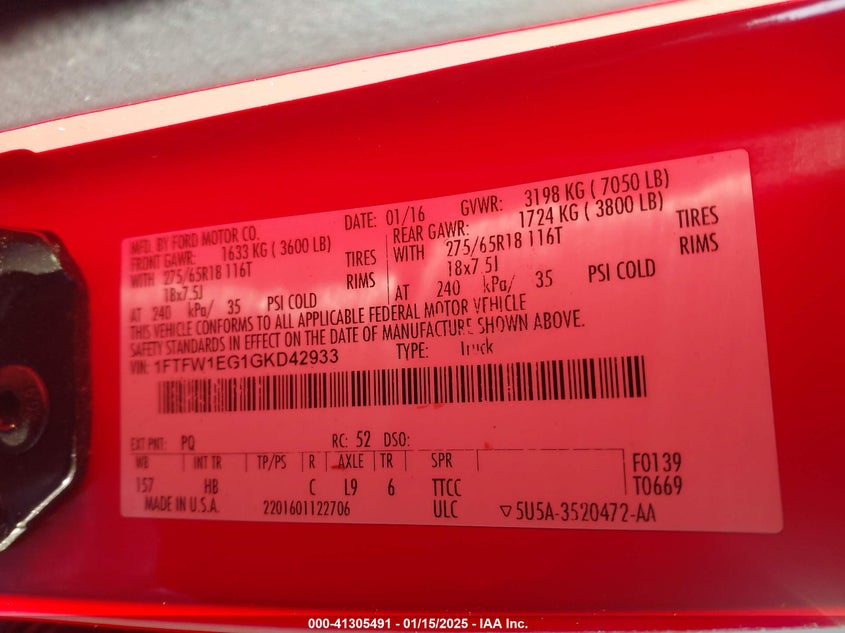 MFD. BY FORD MOTOR CO. DATE: 01/16 GVWR: 3198 KG ( 7050 LB)
FRONT GAWR: 1633 KG ( 3600 LB) REAR GAWR: 1724 KG ( 3800 LB)
WITH 275/65R18 116T TIRES WITH 275/65R18 116T TIRES
18x7.5J RIMS 18x7.5J RIMS
AT 240 kPa/ 35 PSI COLD AT 240 kPa/ 35 PSI COLD
THIS VEHICLE CONFORMS TO ALL APPLICABLE FEDERAL MOTOR VEHICLE
SAFETY STANDARDS IN EFFECT ON THE DATE OF MANUFACTURE SHOWN ABOVE.
VIN: 1FTFW1EG1GKD42933 TYPE: Truck
EXT PNT: PQ RC: 52 DSO:
WB INT TR TP/PS R AXLE TR SPR F0139
157 HB C L9 6 TTCC T0669
MADE IN U.S.A. 2201601122706 ULC ▽5U5A-3520472-AA
000-41305491 - 01/15/2025 - IAA Inc.